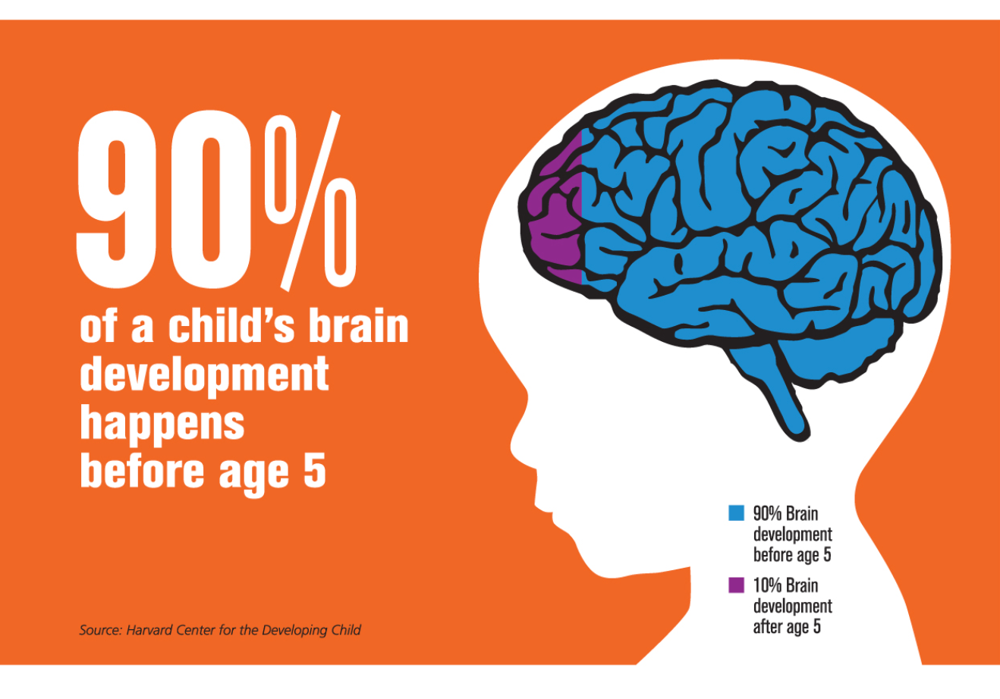 90%
of a child’s brain
development
happens
before age 5
90% Brain
development
before age 5
10% Brain
development
after age 5
Source: Harvard Center for the Developing Child